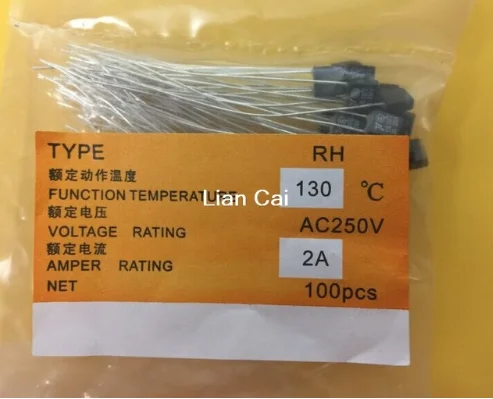 TYPE RH
额定动作温度
FUNCTION TEMPERATURE 130 ℃
Lian Cai
额定电压
VOLTAGE RATING AC250V
额定电流
AMPER RATING 2A
NET 100pcs